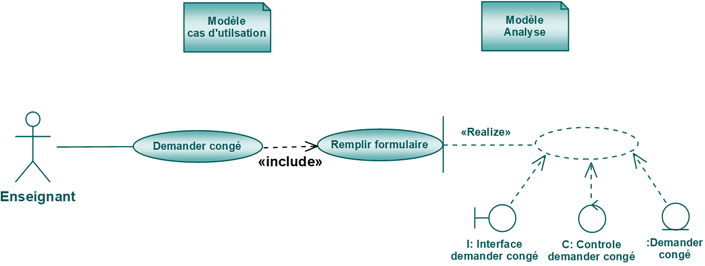 Modèle
cas d'utilsation
Modèle
Analyse
Demander congé
Remplir formulaire
«Realize»
«include»
Enseignant
I: Interface
demander congé
C: Controle
demander congé
:Demander
congé